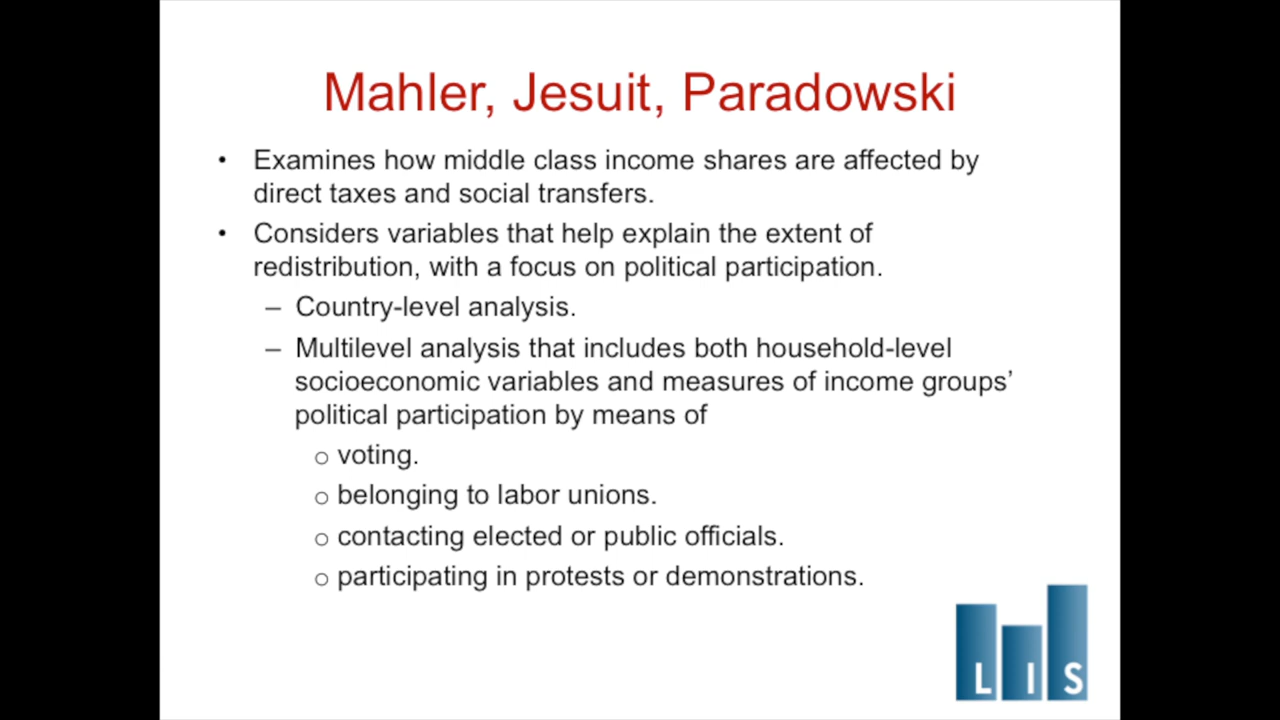 Mahler, Jesuit, Paradowski
• Examines how middle class income shares are affected by
direct taxes and social transfers.
• Considers variables that help explain the extent of
redistribution, with a focus on political participation.
– Country-level analysis.
– Multilevel analysis that includes both household-level
socioeconomic variables and measures of income groups’
political participation by means of
o voting.
o belonging to labor unions.
o contacting elected or public officials.
o participating in protests or demonstrations.
LIS